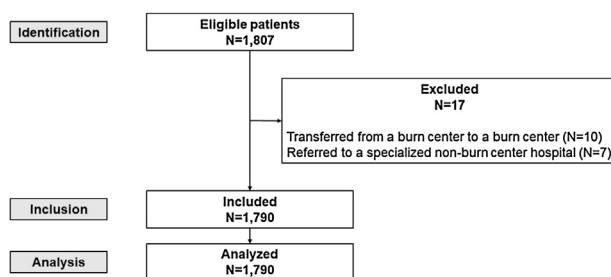 Identification
Eligible patients
N=1,807
Excluded
N=17
Transferred from a burn center to a burn center (N=10)
Referred to a specialized non-burn center hospital (N=7)
Inclusion
Included
N=1,790
Analysis
Analyzed
N=1,790